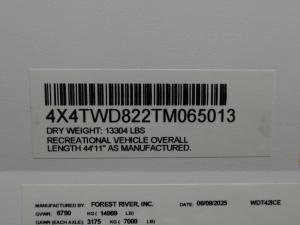 4X4TWD822TM065013
DRY WEIGHT: 13304 LBS
RECREATIONAL VEHICLE OVERALL
LENGTH 44'11" AS MANUFACTURED.
MANUFACTURED BY: FOREST RIVER, INC. DATE: 06/09/2025 WDT42ICE
GVWR: 6790 KG ( 14969 LB)
GAWR (EACH AXLE): 3175 KG ( 7000 LB)